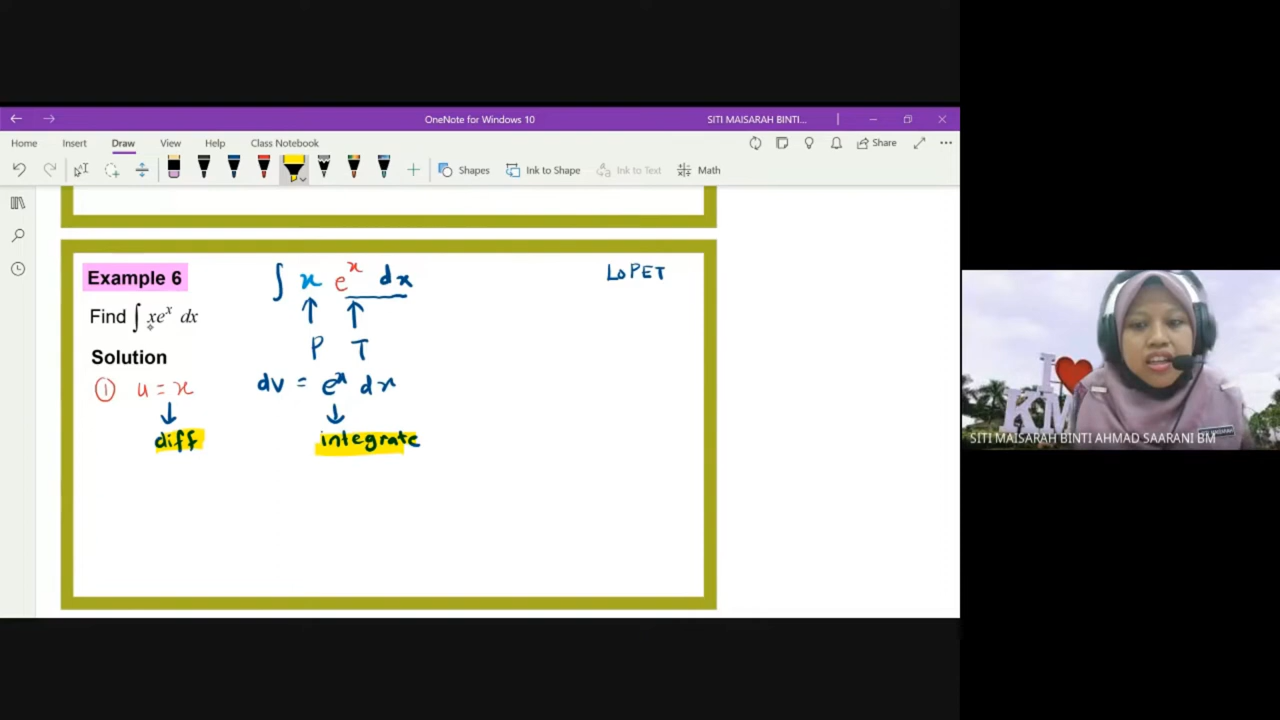 OneNote for Windows 10
SITI MAISARAH BINTI...
Home Insert Draw View Help Class Notebook
Share
Shapes Ink to Shape Ink to Text Math
Example 6
∫ x e^x dx
LoPET
Find ∫ xe^x dx
P T
Solution
① u = x dv = e^x dx
diff integrate
I
KM
SITI MAISARAH BINTI AHMAD SAARANI BM